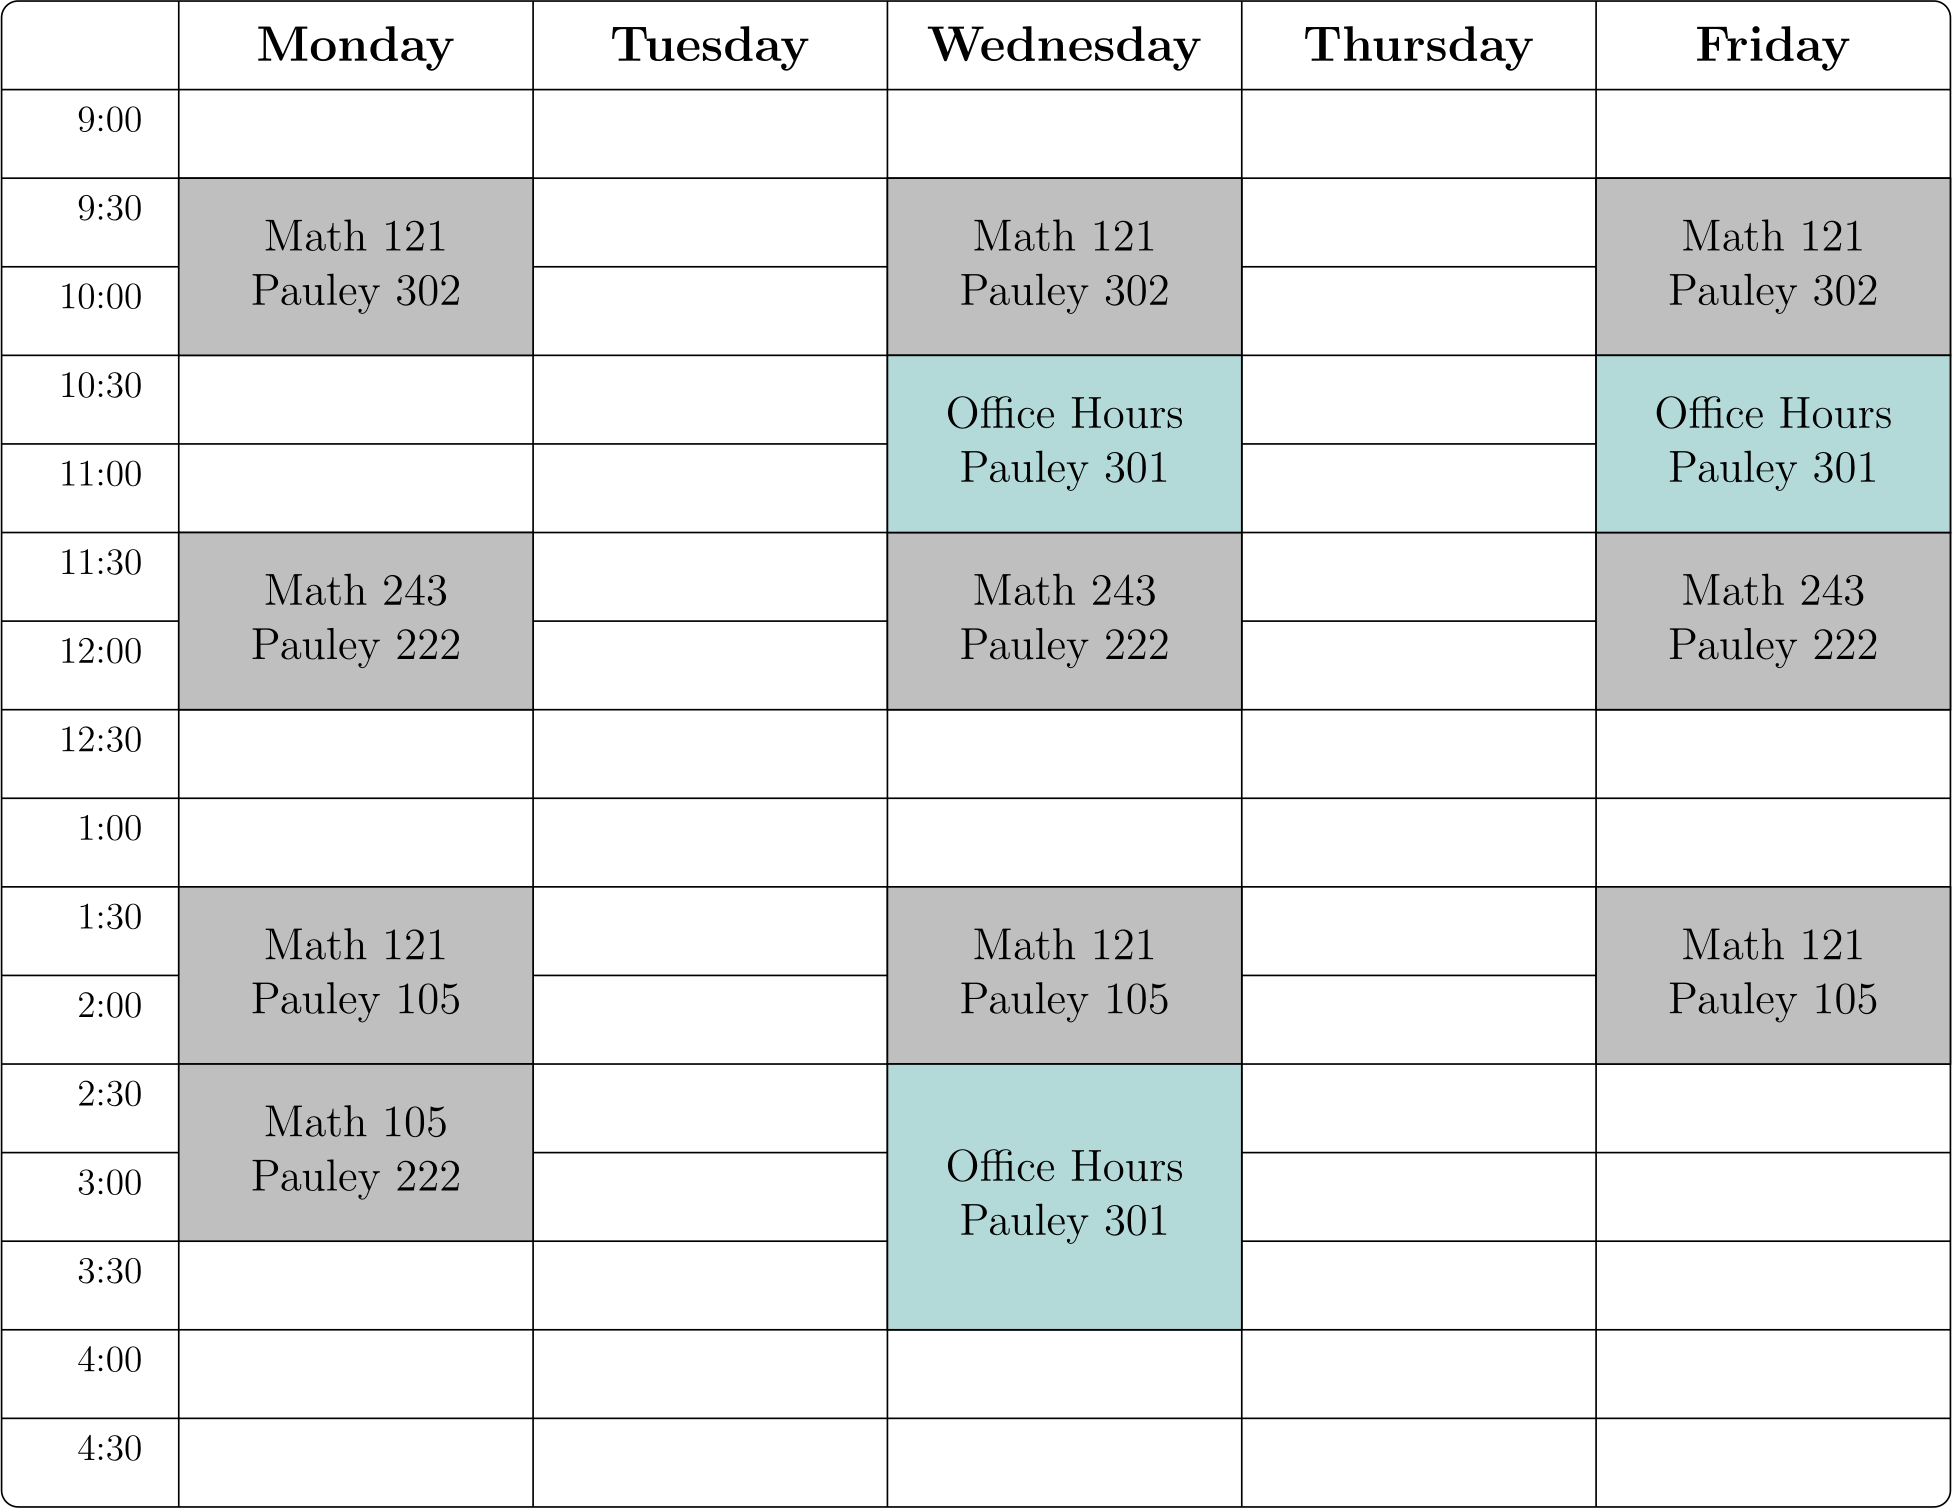 Monday Tuesday Wednesday Thursday Friday
9:00
9:30
Math 121 Math 121 Math 121
Pauley 302 Pauley 302 Pauley 302
10:00
10:30
Office Hours Office Hours
Pauley 301 Pauley 301
11:00
11:30
Math 243 Math 243 Math 243
Pauley 222 Pauley 222 Pauley 222
12:00
12:30
1:00
1:30
Math 121 Math 121 Math 121
Pauley 105 Pauley 105 Pauley 105
2:00
2:30
Math 105
Pauley 222
Office Hours
Pauley 301
3:00
3:30
4:00
4:30